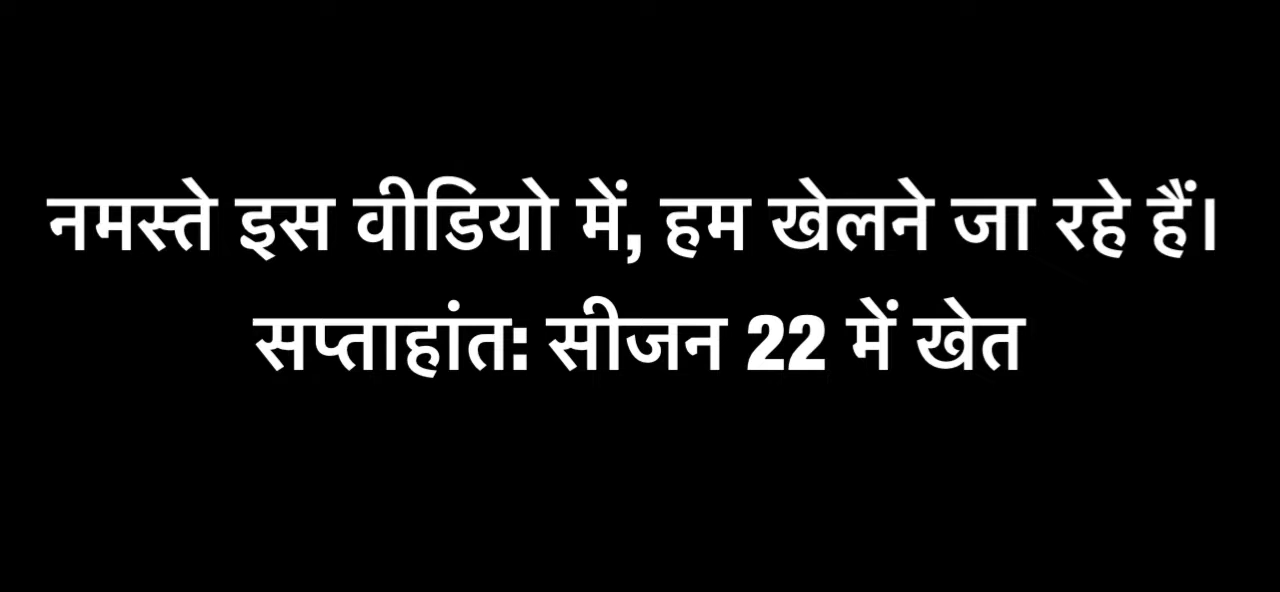 नमस्ते इस वीडियो में, हम खेलने जा रहे हैं।
सप्ताहांत: सीजन 22 में खेत